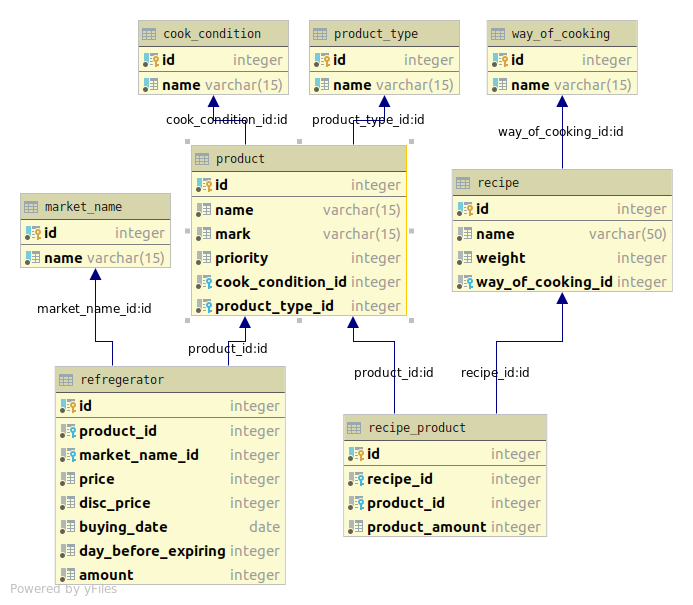 cook_condition
id integer
name varchar(15)
product_type
id integer
name varchar(15)
way_of_cooking
id integer
name varchar(15)
cook_condition_id:id
product_type_id:id
way_of_cooking_id:id
product
id integer
name varchar(15)
mark varchar(15)
priority integer
cook_condition_id integer
product_type_id integer
recipe
id integer
name varchar(50)
weight integer
way_of_cooking_id integer
market_name
id integer
name varchar(15)
market_name_id:id
product_id:id
product_id:id
recipe_id:id
refregerator
id integer
product_id integer
market_name_id integer
price integer
disc_price integer
buying_date date
day_before_expiring integer
amount integer
recipe_product
id integer
recipe_id integer
product_id integer
product_amount integer
Powered by yFiles